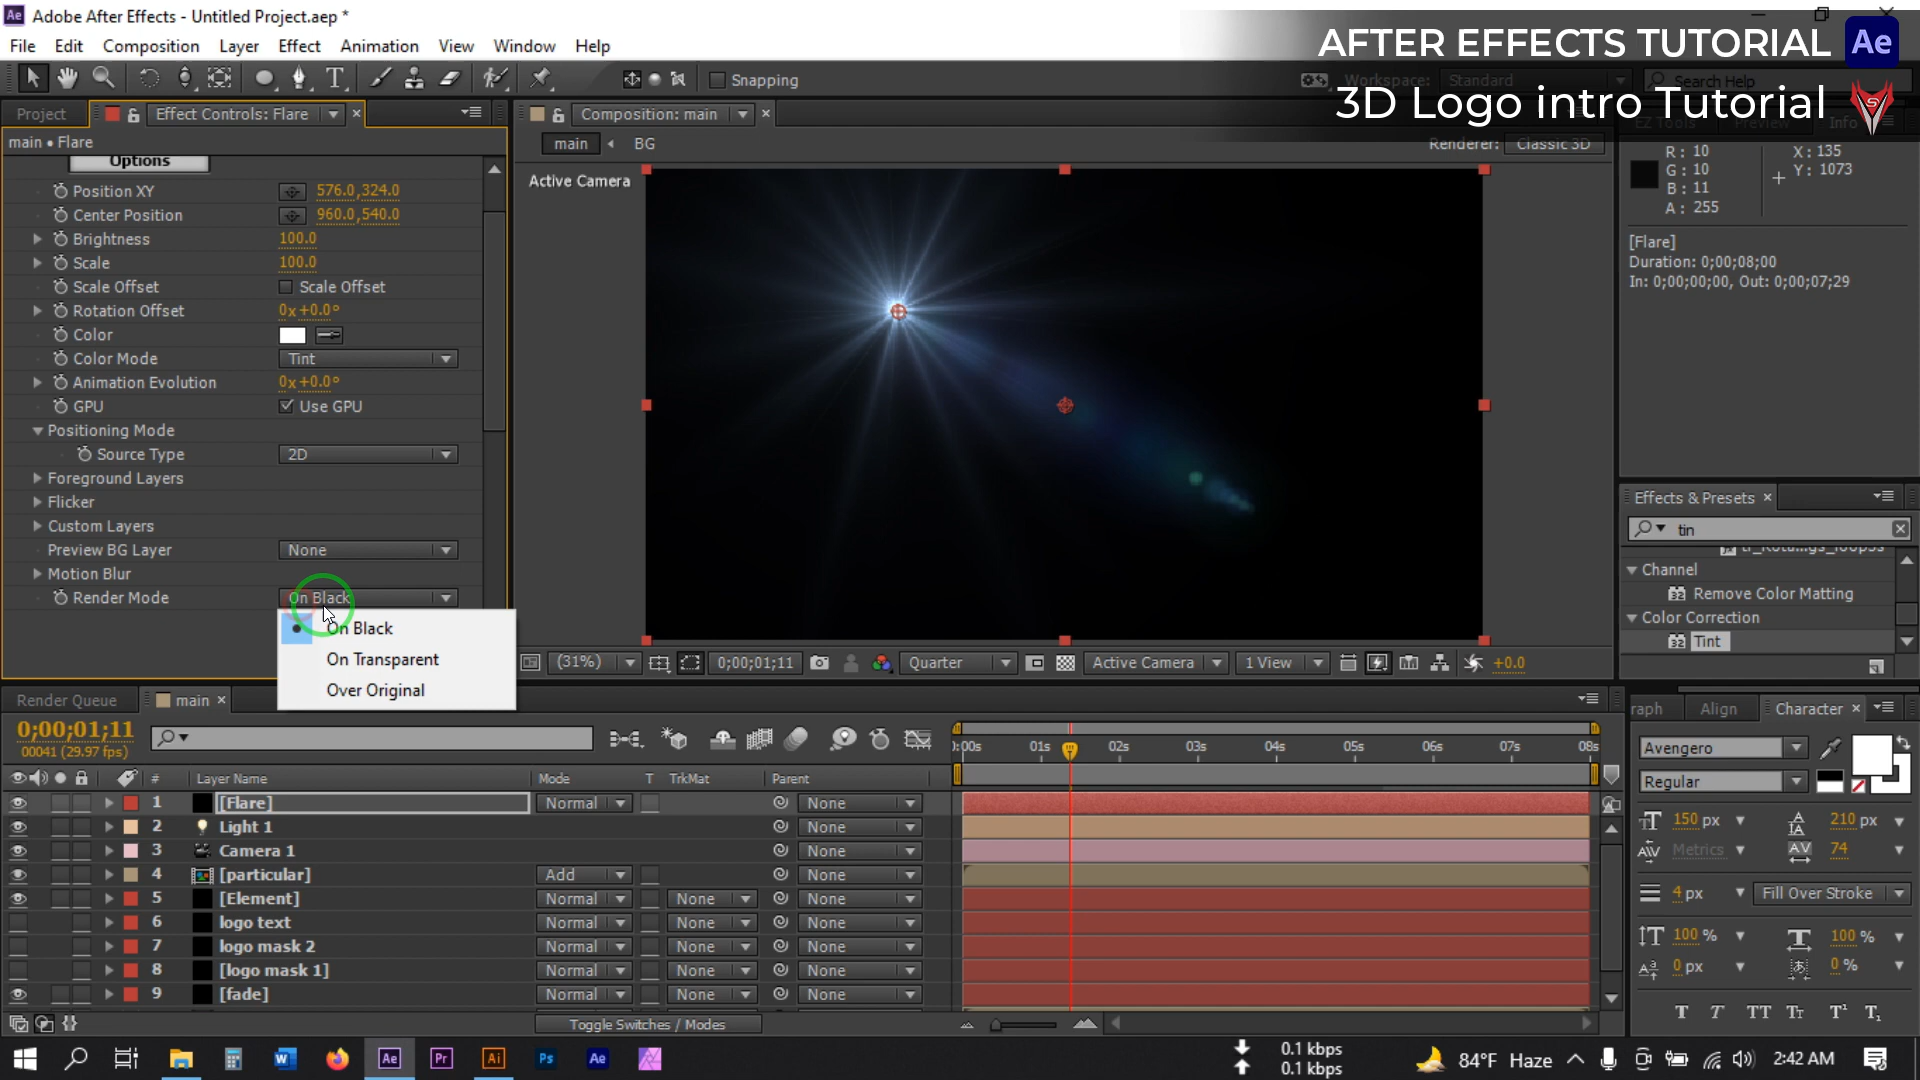 Adobe After Effects - Untitled Project.aep *
AFTER EFFECTS TUTORIAL Ae
3D Logo intro Tutorial
File Edit Composition Layer Effect Animation View Window Help
Snapping
Workspace: Standard
Search Help
Project
Effect Controls: Flare
Composition: main
EZ Tools Preview Info
main • Flare
Options
Position XY 576.0,324.0
Center Position 960.0,540.0
Brightness 100.0
Scale 100.0
Scale Offset Scale Offset
Rotation Offset 0x+0.0°
Color
Color Mode Tint
Animation Evolution 0x+0.0°
GPU Use GPU
Positioning Mode
Source Type 2D
Foreground Layers
Flicker
Custom Layers
Preview BG Layer None
Motion Blur
Render Mode On Black
On Black
On Transparent
Over Original
main BG
Renderer: Classic 3D
Active Camera
(31%) 0;00;01;11 Quarter Active Camera 1 View +0.0
R: 10 X: 135
G: 10 Y: 1073
B: 11
A: 255
[Flare]
Duration: 0;00;08;00
In: 0;00;00;00, Out: 0;00;07;29
Effects & Presets
tin
Channel
Remove Color Matting
Color Correction
Tint
Render Queue main
0;00;01;11
00041 (29.97 fps)
:00s 01s 02s 03s 04s 05s 06s 07s 08s
# Layer Name Mode T TrkMat Parent
1 [Flare] Normal None
2 Light 1 None
3 Camera 1 None
4 [particular] Add None
5 [Element] Normal None None
6 logo text Normal None None
7 logo mask 2 Normal None None
8 [logo mask 1] Normal None None
9 [fade] Normal None None
Toggle Switches / Modes
raph Align Character
Avengero
Regular
150 px 210 px
Metrics 74
4 px Fill Over Stroke
100 % 100 %
0 px 0 %
T T TT Tt T¹ T₁
0.1 kbps
0.1 kbps
84°F Haze 2:42 AM